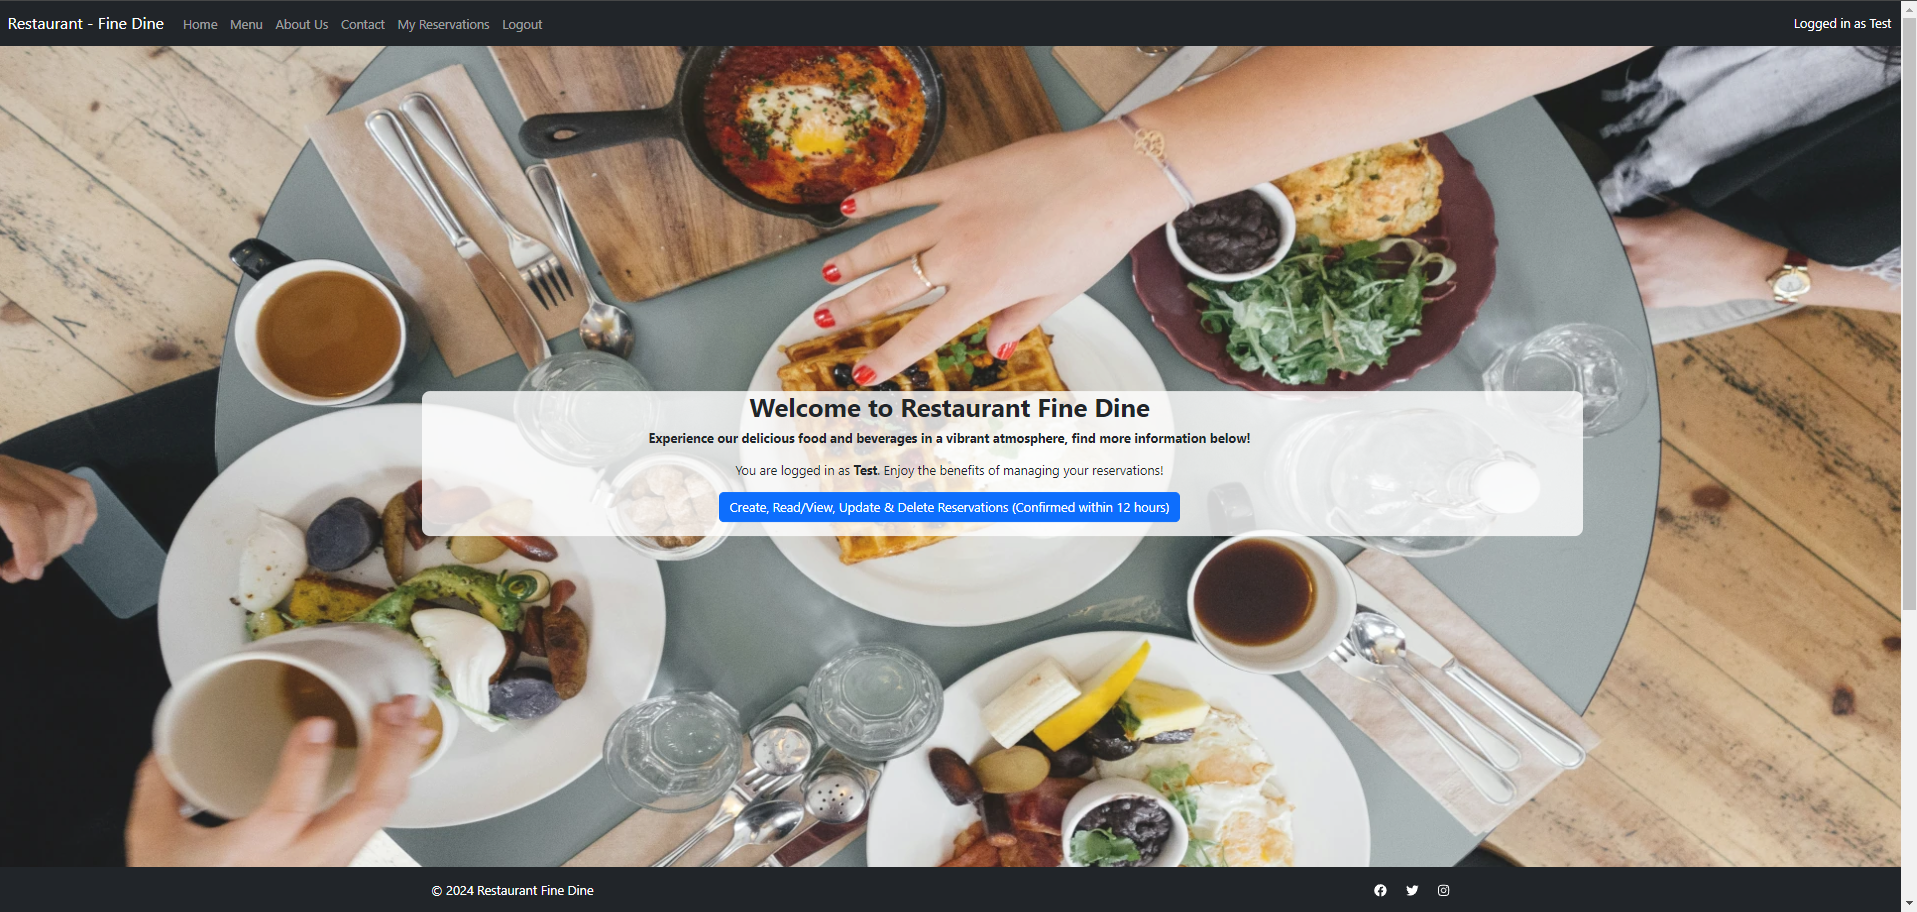 Restaurant - Fine Dine Home Menu About Us Contact My Reservations Logout Logged in as Test
Welcome to Restaurant Fine Dine
Experience our delicious food and beverages in a vibrant atmosphere, find more information below!
You are logged in as Test. Enjoy the benefits of managing your reservations!
Create, Read/View, Update & Delete Reservations (Confirmed within 12 hours)
© 2024 Restaurant Fine Dine